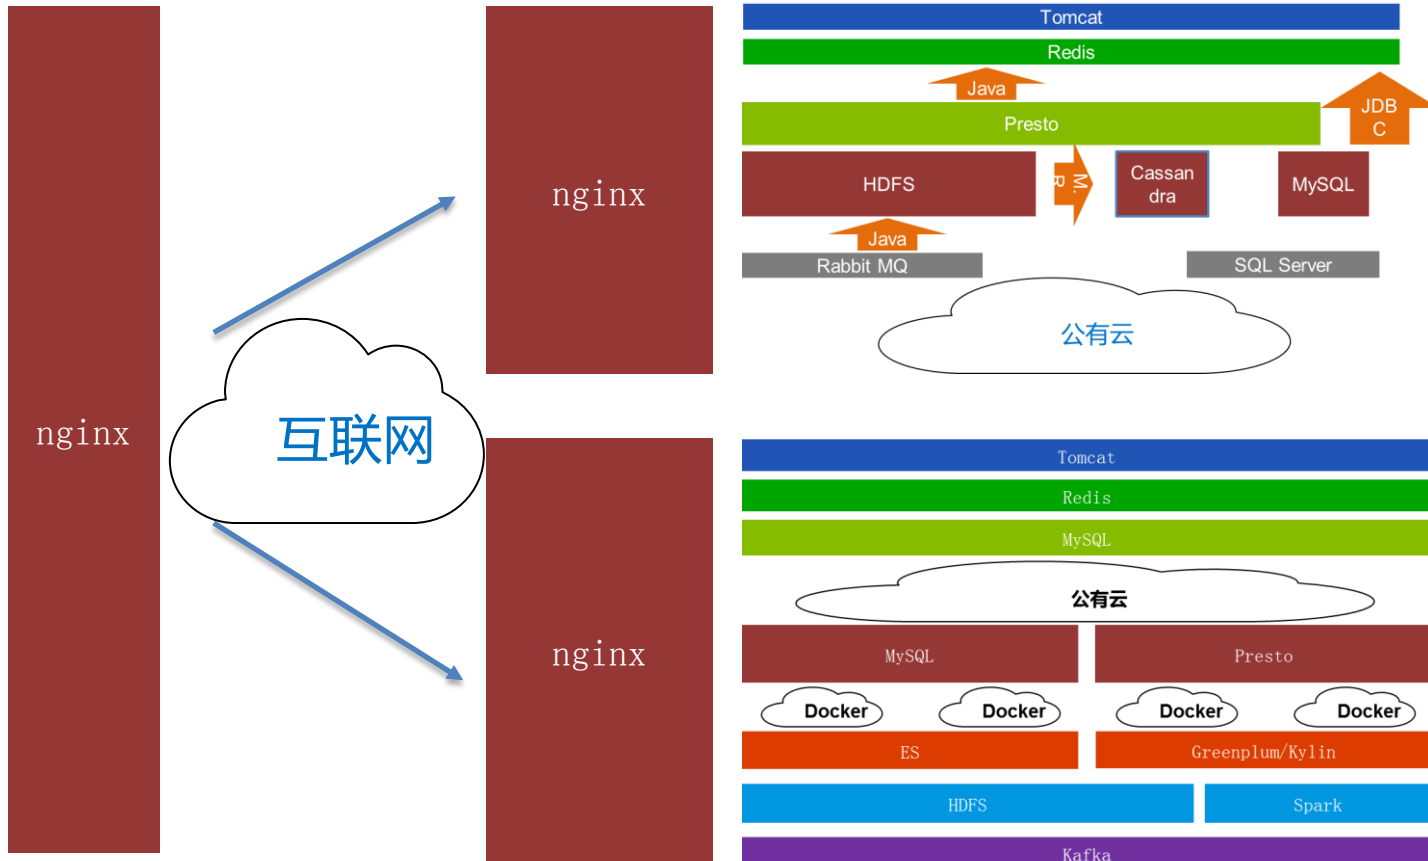 nginx
互联网
nginx
nginx
Tomcat
Redis
Java
JDB
C
Presto
HDFS
M.
R
Cassan
dra
MySQL
Java
Rabbit MQ
SQL Server
公有云
Tomcat
Redis
MySQL
公有云
MySQL
Presto
Docker
Docker
Docker
Docker
ES
Greenplum/Kylin
HDFS
Spark
Kafka